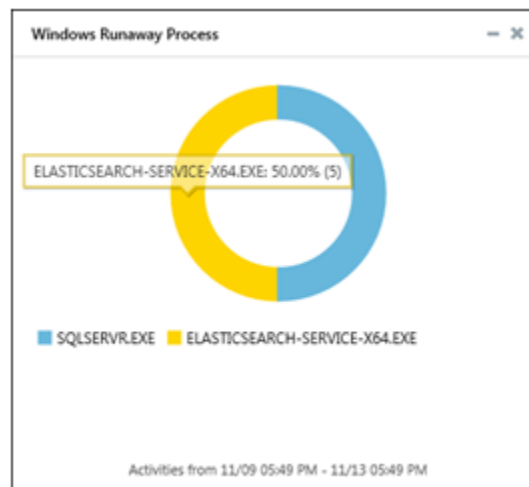 Windows Runaway Process
ELASTICSEARCH-SERVICE-X64.EXE: 50.00% (5)
SQLSERVR.EXE ELASTICSEARCH-SERVICE-X64.EXE
Activities from 11/09 05:49 PM - 11/13 05:49 PM